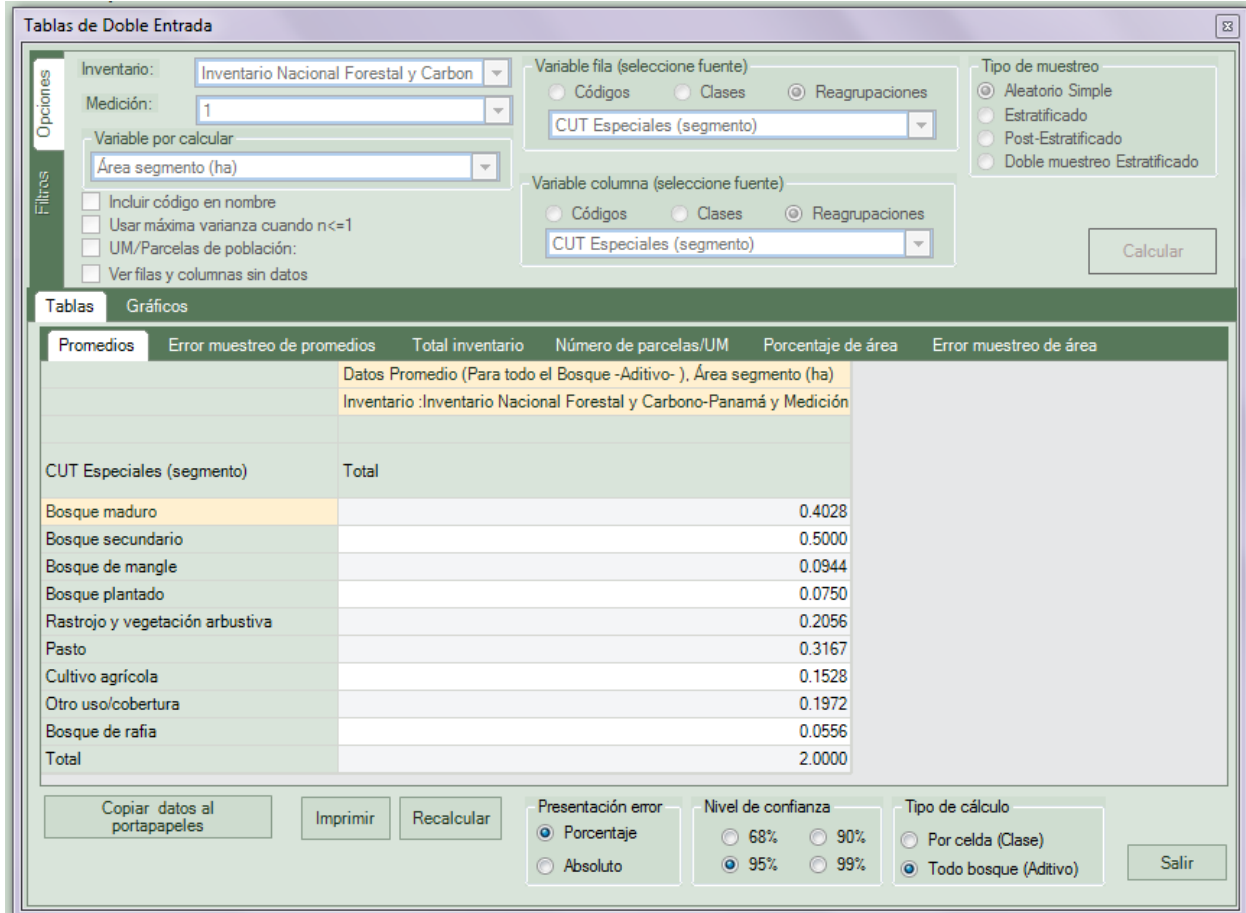 Tablas de Doble Entrada
Opciones
Filtros
Inventario: Inventario Nacional Forestal y Carbon
Medición: 1
Variable por calcular
Área segmento (ha)
Incluir código en nombre
Usar máxima varianza cuando n<=1
UM/Parcelas de población:
Ver filas y columnas sin datos
Variable fila (seleccione fuente)
Códigos Clases Reagrupaciones
CUT Especiales (segmento)
Variable columna (seleccione fuente)
Códigos Clases Reagrupaciones
CUT Especiales (segmento)
Tipo de muestreo
Aleatorio Simple
Estratificado
Post-Estratificado
Doble muestreo Estratificado
Calcular
Tablas Gráficos
Promedios Error muestreo de promedios Total inventario Número de parcelas/UM Porcentaje de área Error muestreo de área
Datos Promedio (Para todo el Bosque -Aditivo- ), Área segmento (ha)
Inventario :Inventario Nacional Forestal y Carbono-Panamá y Medición
CUT Especiales (segmento) Total
Bosque maduro 0.4028
Bosque secundario 0.5000
Bosque de mangle 0.0944
Bosque plantado 0.0750
Rastrojo y vegetación arbustiva 0.2056
Pasto 0.3167
Cultivo agrícola 0.1528
Otro uso/cobertura 0.1972
Bosque de rafia 0.0556
Total 2.0000
Copiar datos al
portapapeles
Imprimir
Recalcular
Presentación error
Porcentaje
Absoluto
Nivel de confianza
68% 90%
95% 99%
Tipo de cálculo
Por celda (Clase)
Todo bosque (Aditivo)
Salir